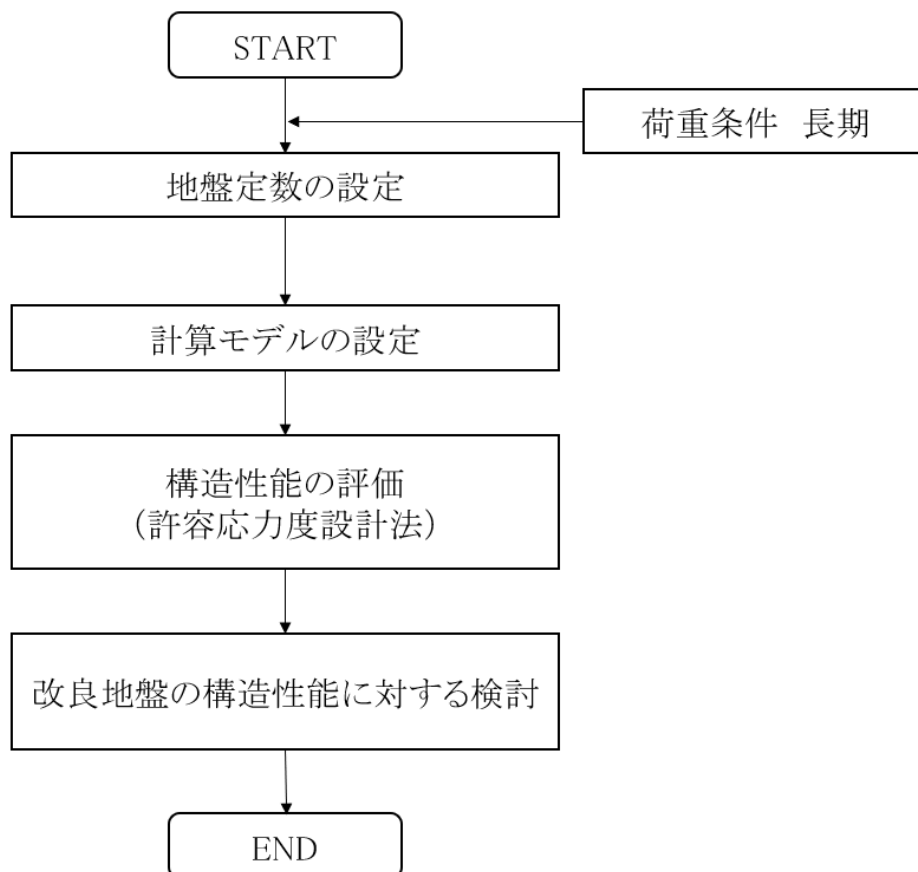 START
荷重条件 長期
地盤定数の設定
計算モデルの設定
構造性能の評価
（許容応力度設計法）
改良地盤の構造性能に対する検討
END